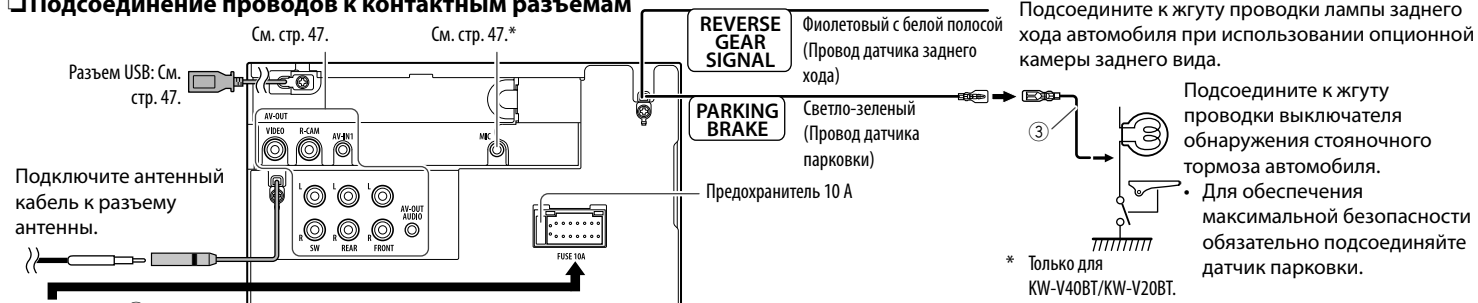 ❏Подсоединение проводов к контактным разъемам
См. стр. 47.
См. стр. 47.*
Разъем USB: См.
стр. 47.
AV-OUT
VIDEO
R-CAM
AV-IN1
MIC
Подключите антенный
кабель к разъему
антенны.
L
L
L
R
R
R
SW
REAR
FRONT
AV-OUT
AUDIO
FUSE 10A
Предохранитель 10 А
REVERSE
GEAR
SIGNAL
Фиолетовый с белой полосой
(Провод датчика заднего
хода)
PARKING
BRAKE
Светло-зеленый
(Провод датчика
парковки)
Подсоедините к жгуту проводки лампы заднего
хода автомобиля при использовании опционной
камеры заднего вида.
③
Подсоедините к жгуту
проводки выключателя
обнаружения стояночного
тормоза автомобиля.
• Для обеспечения
максимальной безопасности
обязательно подсоединяйте
датчик парковки.
* Только для
KW-V40BT/KW-V20BT.